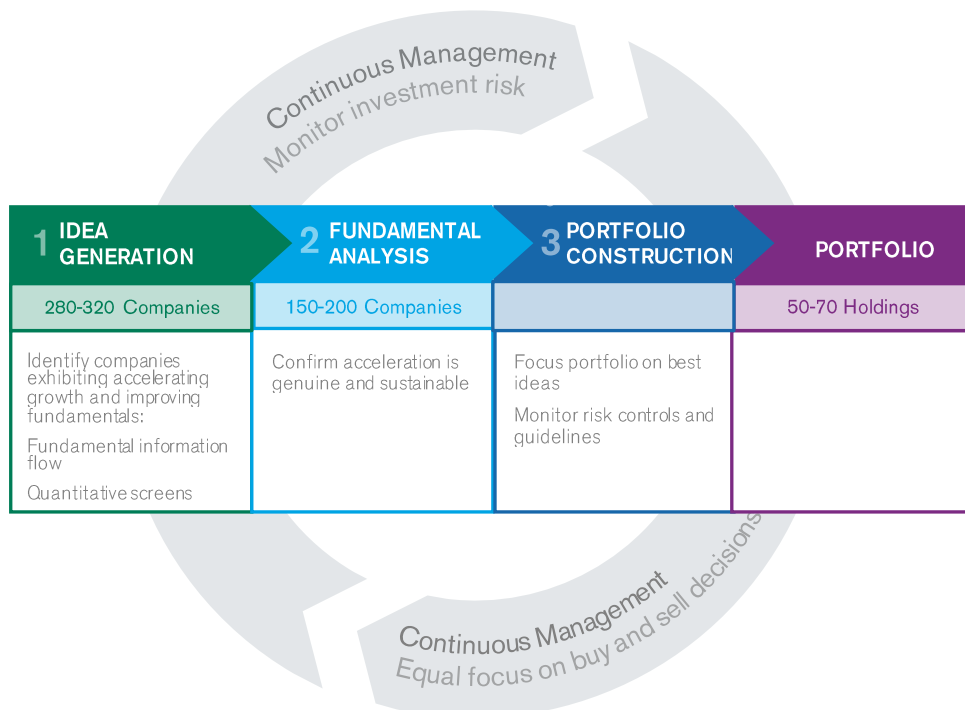 Continuous Management
Monitor investment risk
1 IDEA
GENERATION
280-320 Companies
Identify companies
exhibiting accelerating
growth and improving
fundamentals:
Fundamental information
flow
Quantitative screens
2 FUNDAMENTAL
ANALYSIS
150-200 Companies
Confirm acceleration is
genuine and sustainable
3 PORTFOLIO
CONSTRUCTION
Focus portfolio on best
ideas
Monitor risk controls and
guidelines
PORTFOLIO
50-70 Holdings
Continuous Management
Equal focus on buy and sell decisions